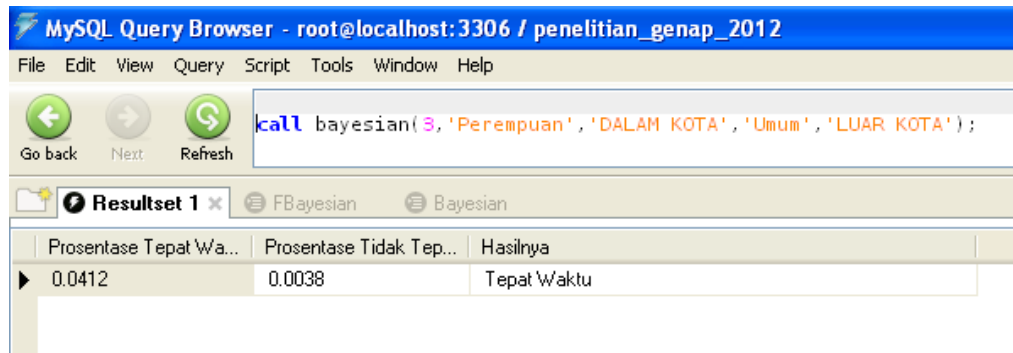 MySQL Query Browser - root@localhost:3306 / penelitian_genap_2012
File Edit View Query Script Tools Window Help
Go back Next Refresh
call bayesian(3,'Perempuan','DALAM KOTA','Umum','LUAR KOTA');
Resultset 1 FBayesian Bayesian
Prosentase Tepat Wa... Prosentase Tidak Tep... Hasilnya
0.0412 0.0038 Tepat Waktu